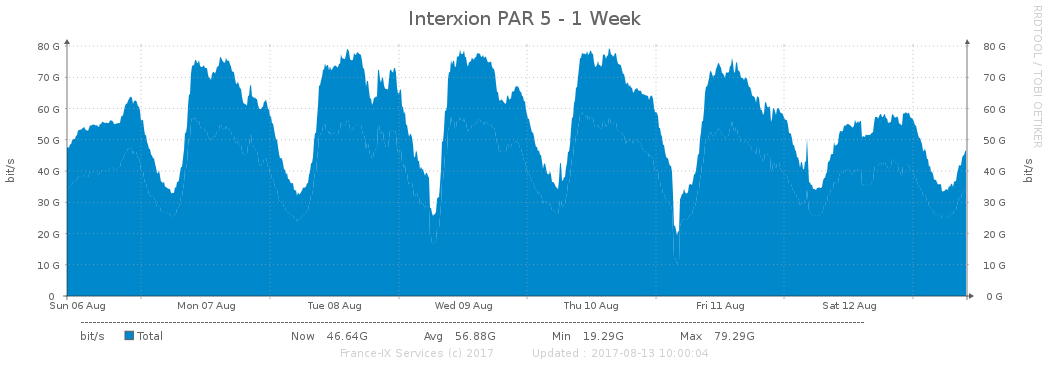 Interxion PAR 5 - 1 Week
RRDTOOL / TOBI OETIKER
80 G 80 G
70 G 70 G
60 G 60 G
50 G 50 G
40 G 40 G
30 G 30 G
20 G 20 G
10 G 10 G
0 0 G
bit/s bit/s
Sun 06 Aug Mon 07 Aug Tue 08 Aug Wed 09 Aug Thu 10 Aug Fri 11 Aug Sat 12 Aug
bit/s Total Now 46.64G Avg 56.88G Min 19.29G Max 79.29G
France-IX Services (c) 2017 Updated : 2017-08-13 10:00:04